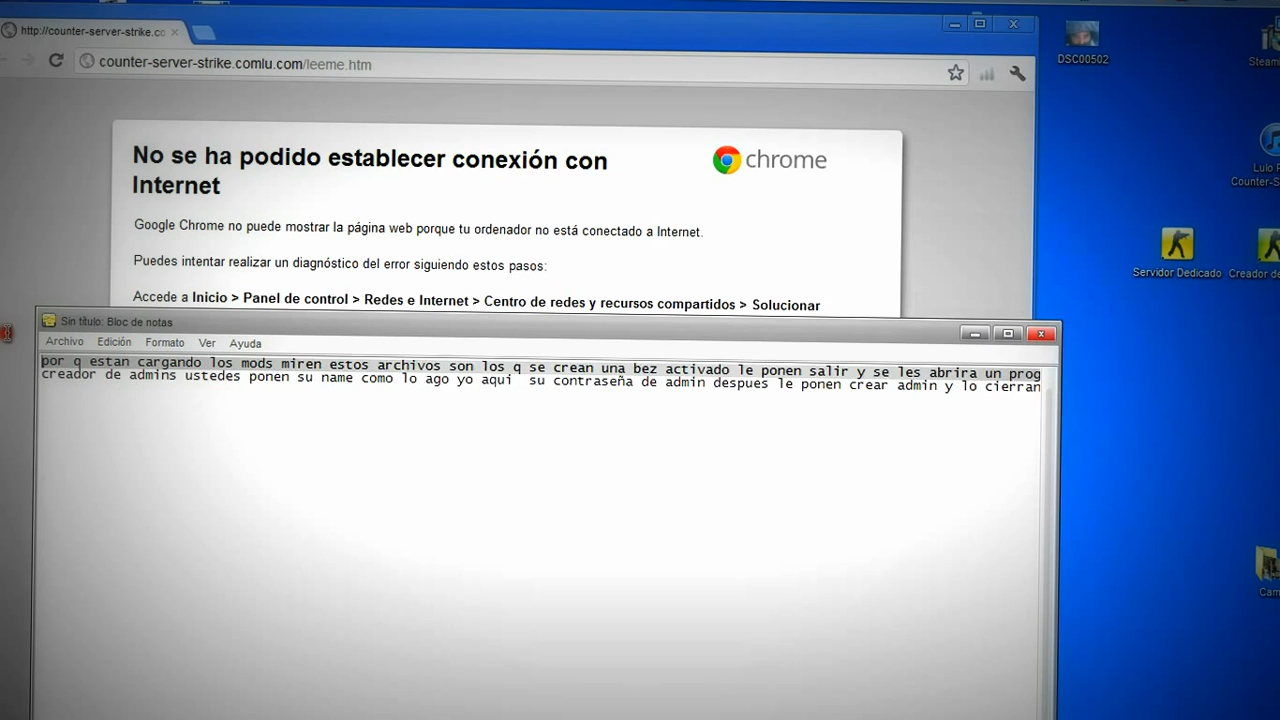 http://counter-server-strike.co
counter-server-strike.comlu.com/leeme.htm
DSC00502
Steam
No se ha podido establecer conexión con
Internet
chrome
Google Chrome no puede mostrar la página web porque tu ordenador no está conectado a Internet.
Puedes intentar realizar un diagnóstico del error siguiendo estos pasos:
Accede a Inicio > Panel de control > Redes e Internet > Centro de redes y recursos compartidos > Solucionar
Lulo
Counter-S
Servidor Dedicado
Creador de
Sin título: Bloc de notas
Archivo Edición Formato Ver Ayuda
por q estan cargando los mods miren estos archivos son los q se crean una bez activado le ponen salir y se les abrira un prog
creador de admins ustedes ponen su name como lo ago yo aqui su contraseña de admin despues le ponen crear admin y lo cierran
Cam